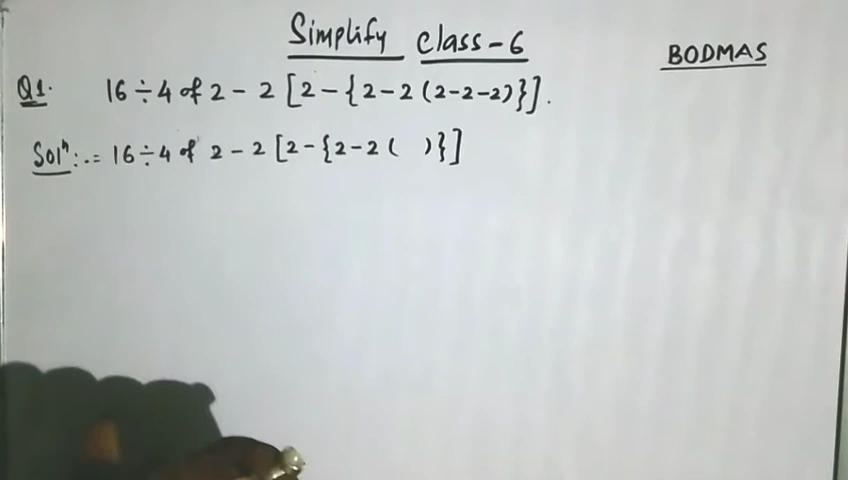 Simplify class-6
BODMAS
Q1. 16÷4 of 2-2[2-{2-2(2-2-2)}].
Solⁿ:.= 16÷4 of 2-2[2-{2-2( )}]